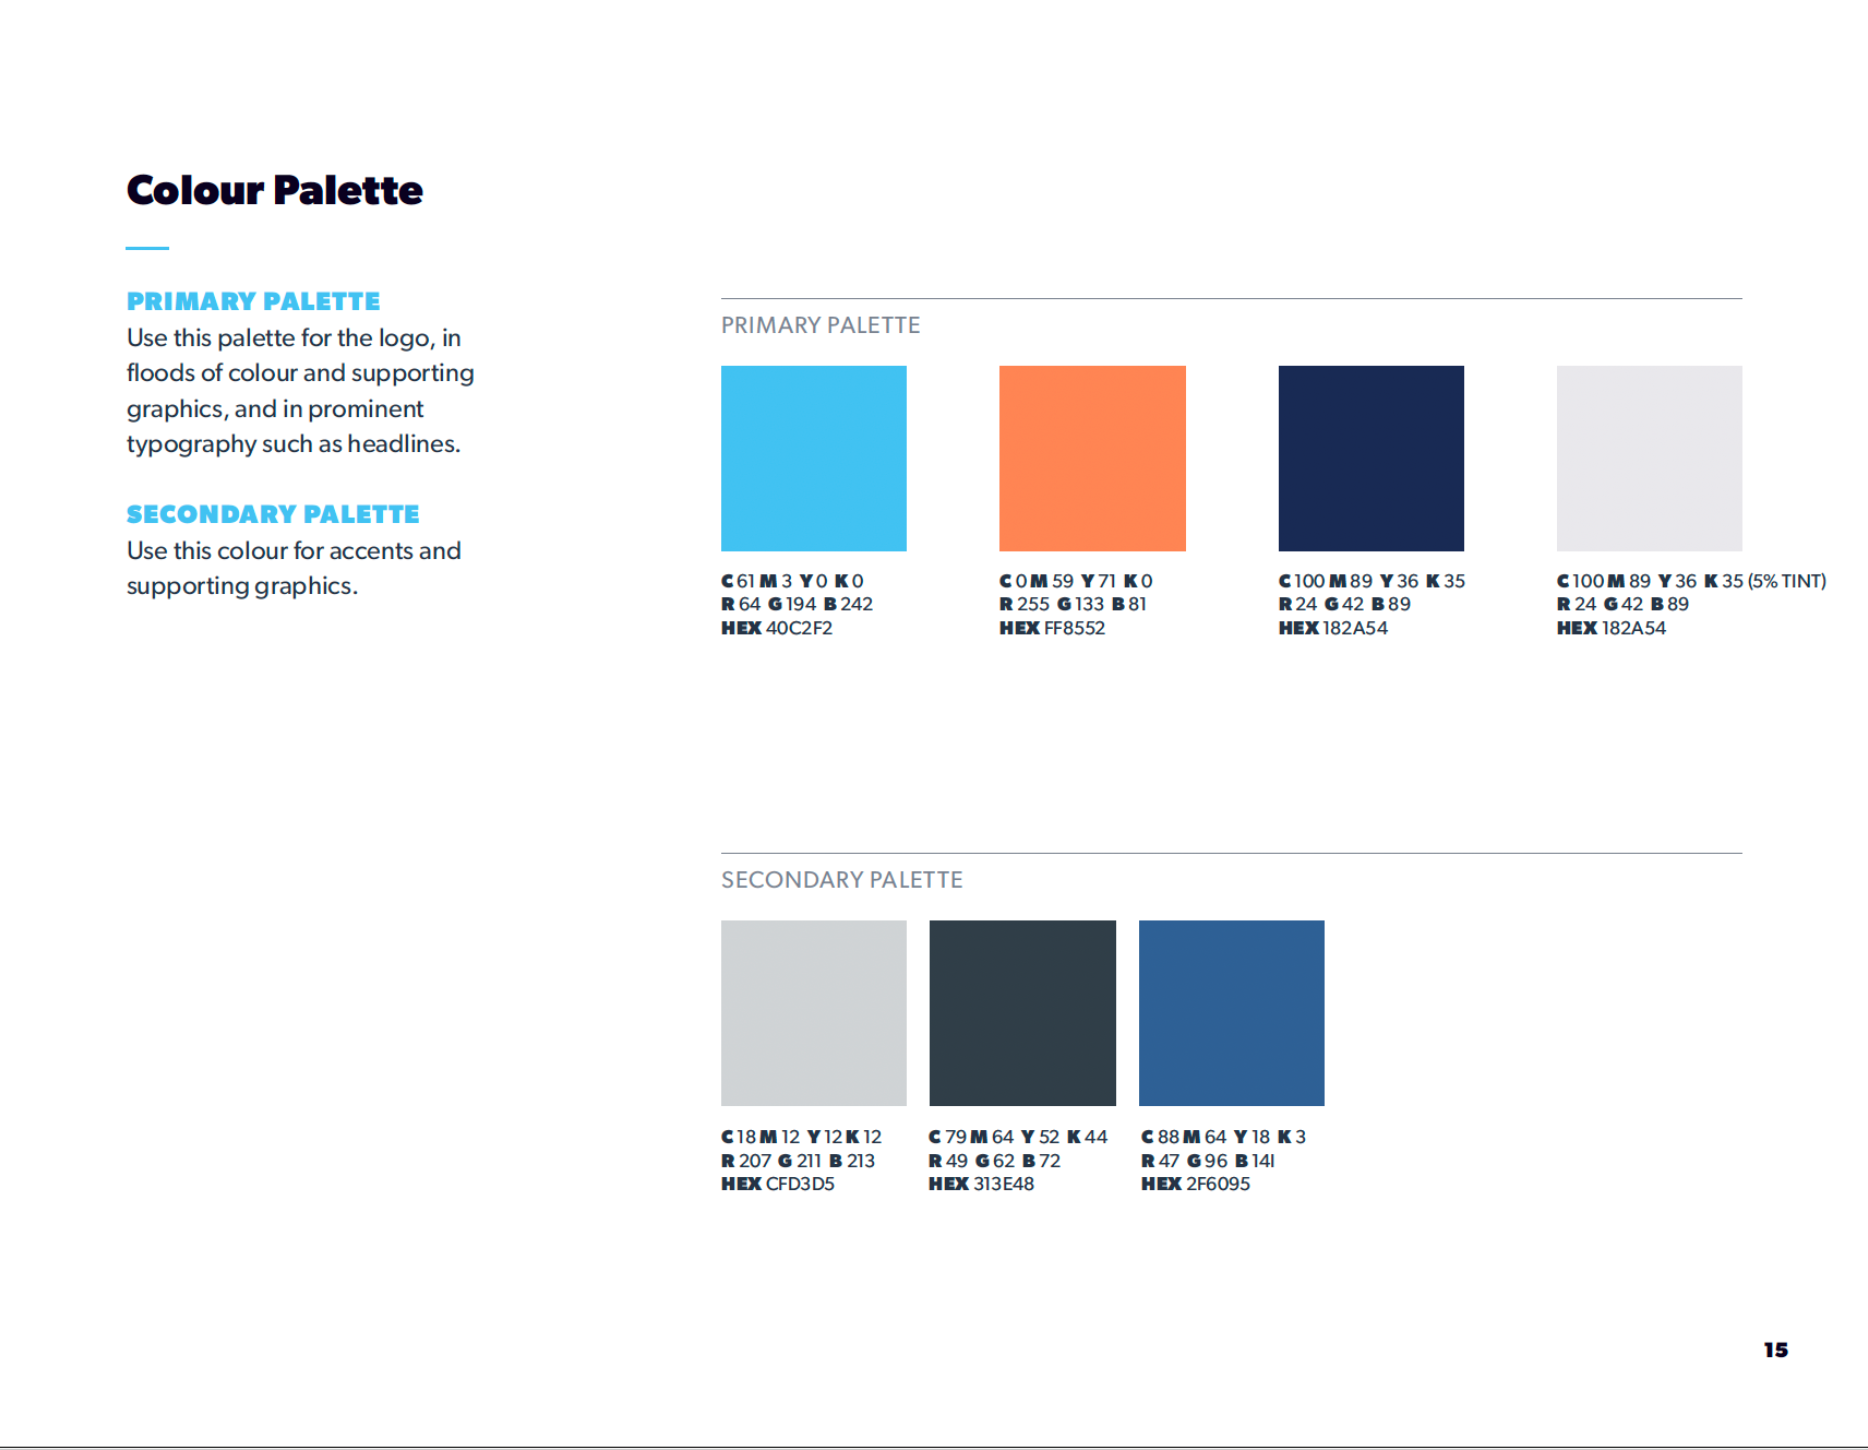 Colour Palette
PRIMARY PALETTE
Use this palette for the logo, in
floods of colour and supporting
graphics, and in prominent
typography such as headlines.
SECONDARY PALETTE
Use this colour for accents and
supporting graphics.
PRIMARY PALETTE
C 61 M 3 Y 0 K 0
R 64 G 194 B 242
HEX 40C2F2
C 0 M 59 Y 71 K 0
R 255 G 133 B 81
HEX FF8552
C 100 M 89 Y 36 K 35
R 24 G 42 B 89
HEX 182A54
C 100 M 89 Y 36 K 35 (5% TINT)
R 24 G 42 B 89
HEX 182A54
SECONDARY PALETTE
C 18 M 12 Y 12 K 12
R 207 G 211 B 213
HEX CFD3D5
C 79 M 64 Y 52 K 44
R 49 G 62 B 72
HEX 313E48
C 88 M 64 Y 18 K 3
R 47 G 96 B 14I
HEX 2F6095
15